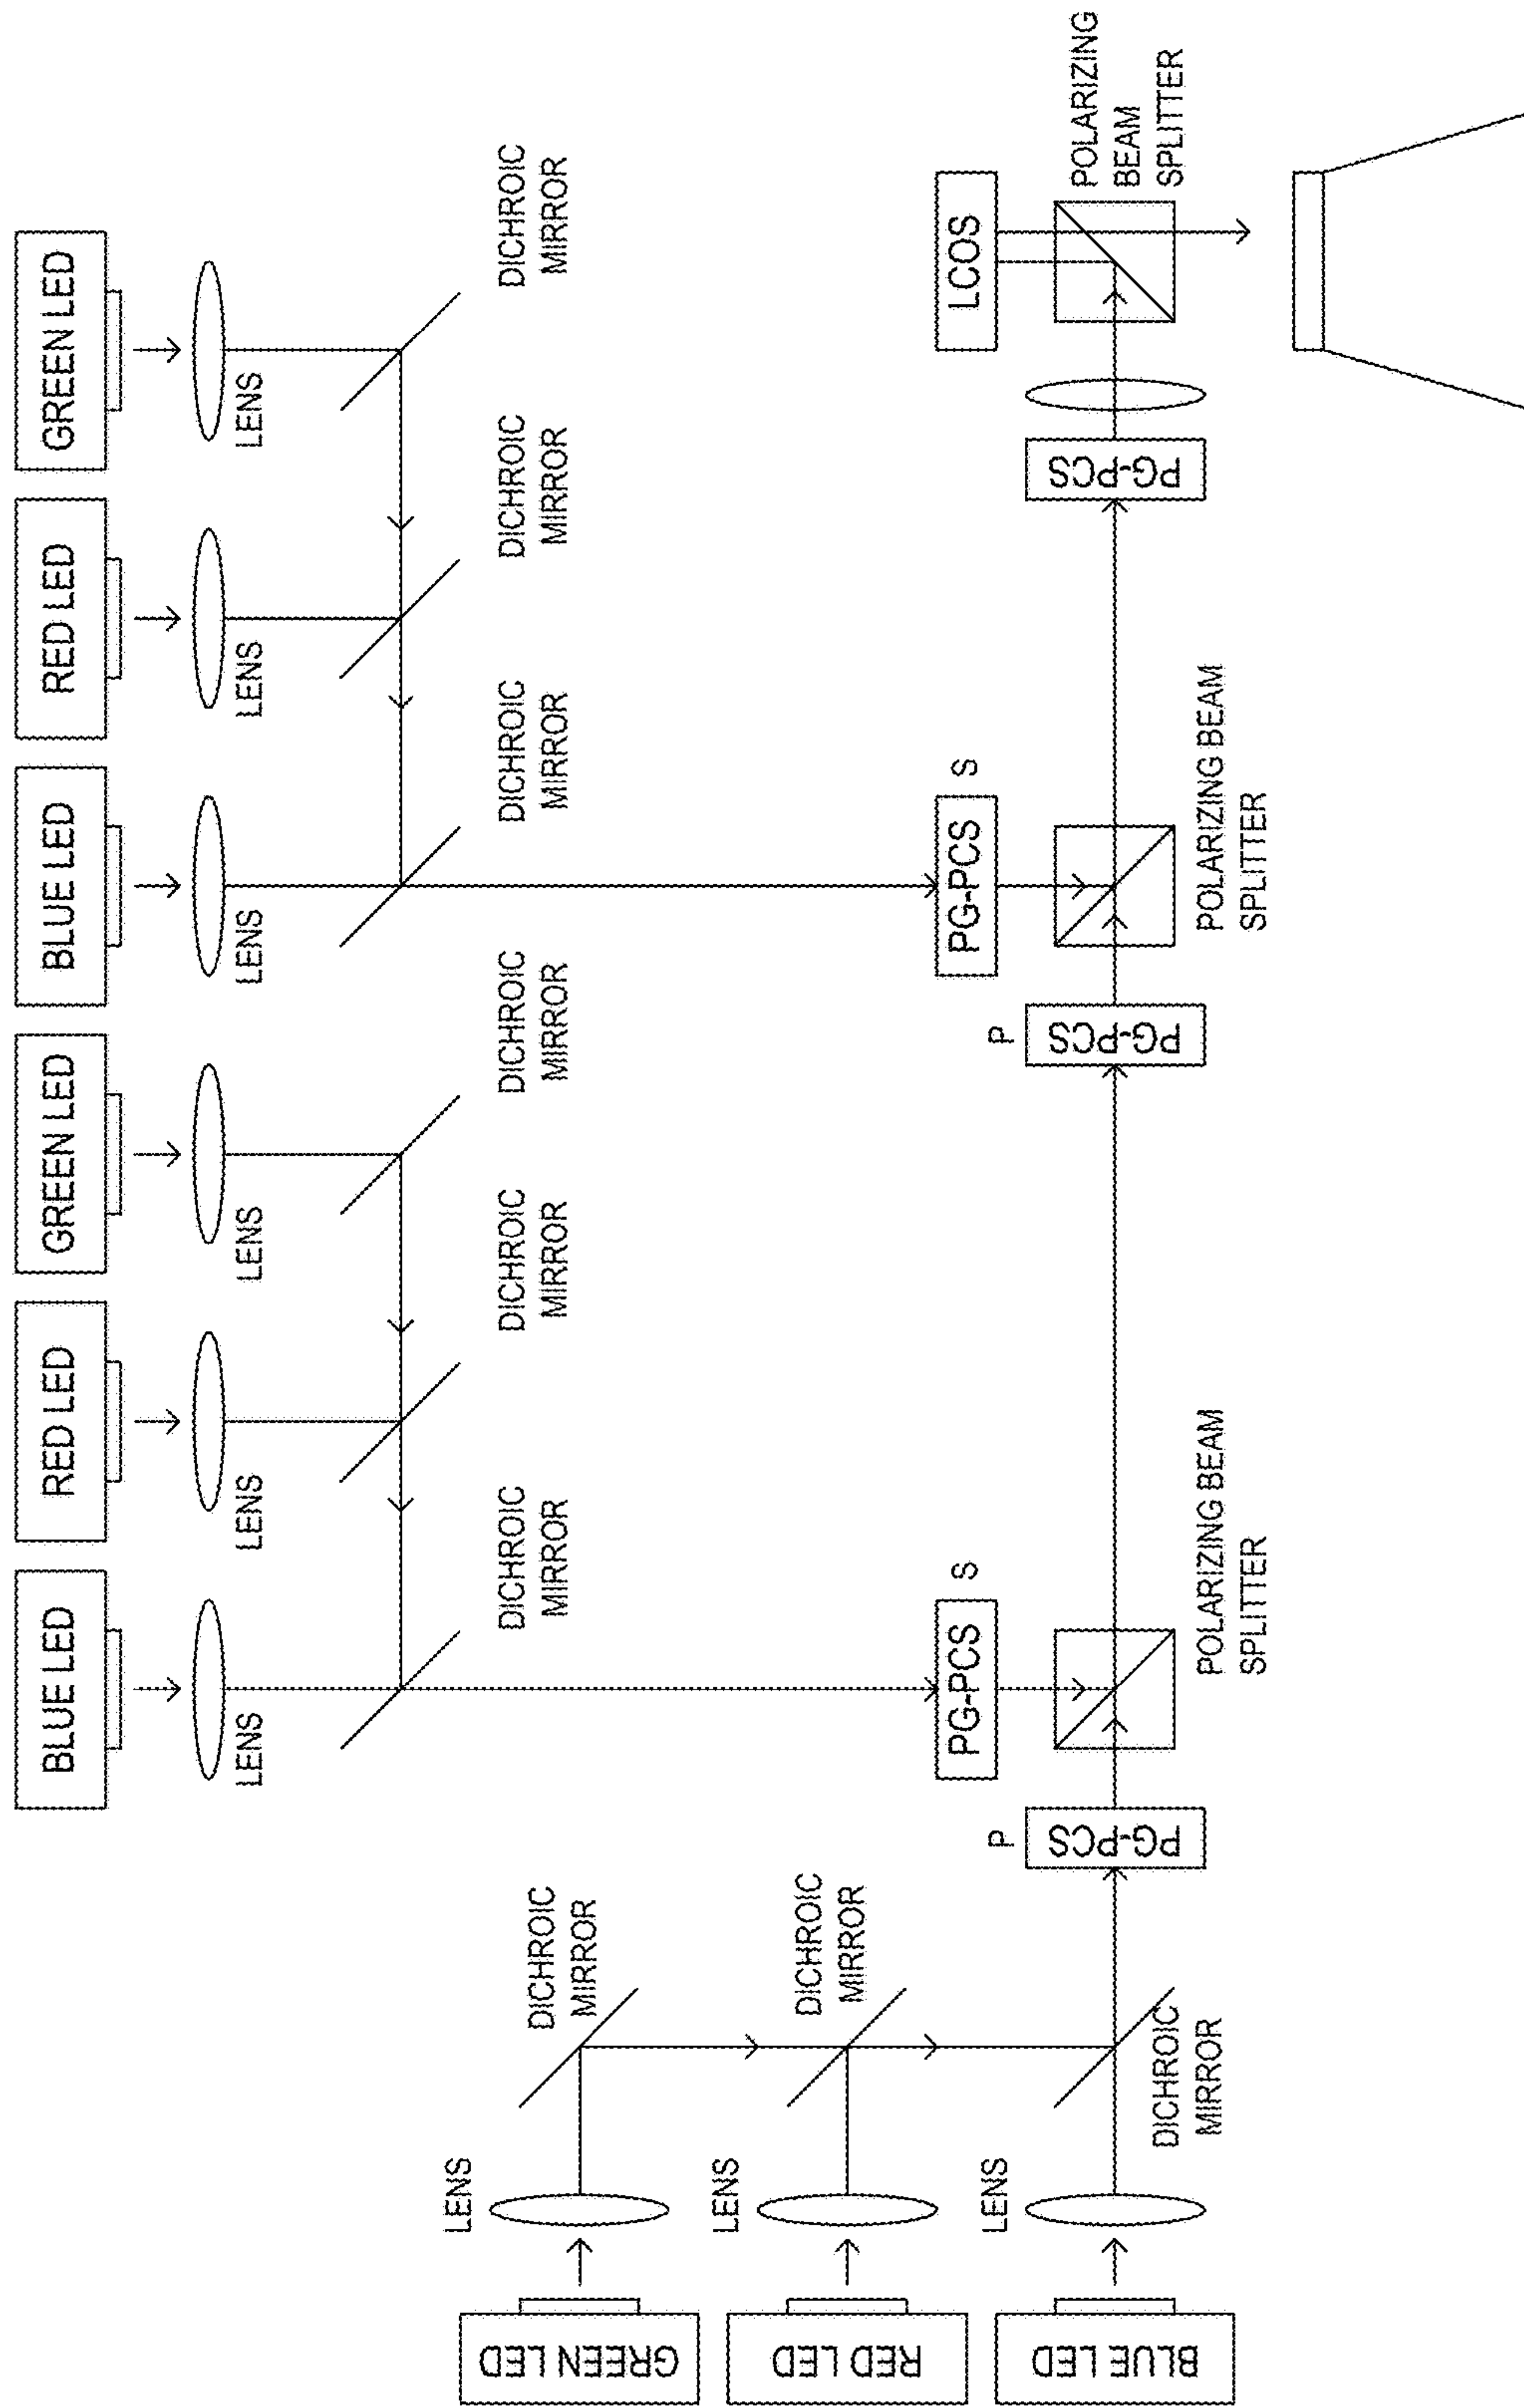 BLUE LED
RED LED
GREEN LED
BLUE LED
RED LED
GREEN LED
LENS
LENS
LENS
LENS
LENS
LENS
DICHROIC
MIRROR
DICHROIC
MIRROR
DICHROIC
MIRROR
DICHROIC
MIRROR
DICHROIC
MIRROR
DICHROIC
MIRROR
GREEN LED
LENS
DICHROIC
MIRROR
RED LED
LENS
DICHROIC
MIRROR
BLUE LED
LENS
DICHROIC
MIRROR
P
PG-PCS
PG-PCS
S
POLARIZING BEAM
SPLITTER
P
PG-PCS
PG-PCS
S
POLARIZING BEAM
SPLITTER
PG-PCS
LCOS
POLARIZING
BEAM
SPLITTER